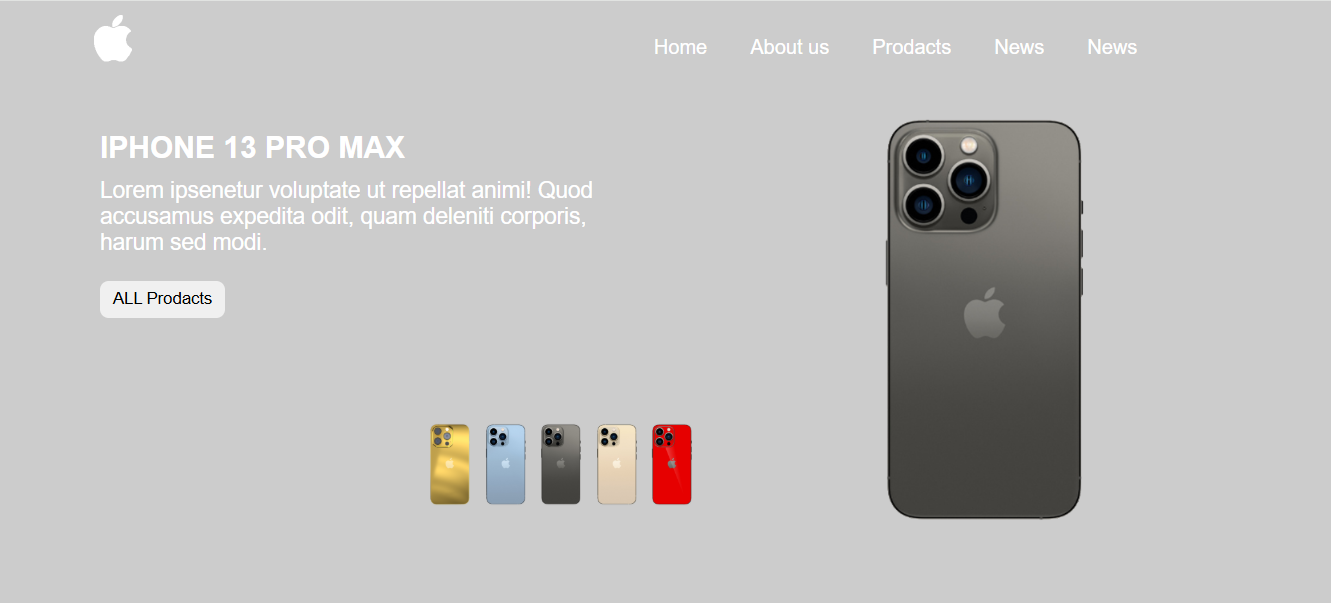 Home About us Prodacts News News
IPHONE 13 PRO MAX
Lorem ipsenetur voluptate ut repellat animi! Quod
accusamus expedita odit, quam deleniti corporis,
harum sed modi.
ALL Prodacts